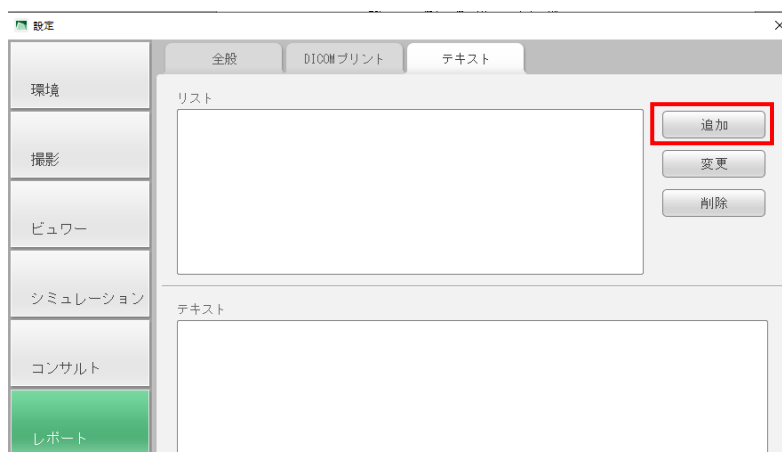 設定
全般
DICOMプリント
テキスト
環境
リスト
追加
撮影
変更
削除
ビュワー
シミュレーション
テキスト
コンサルト
レポート